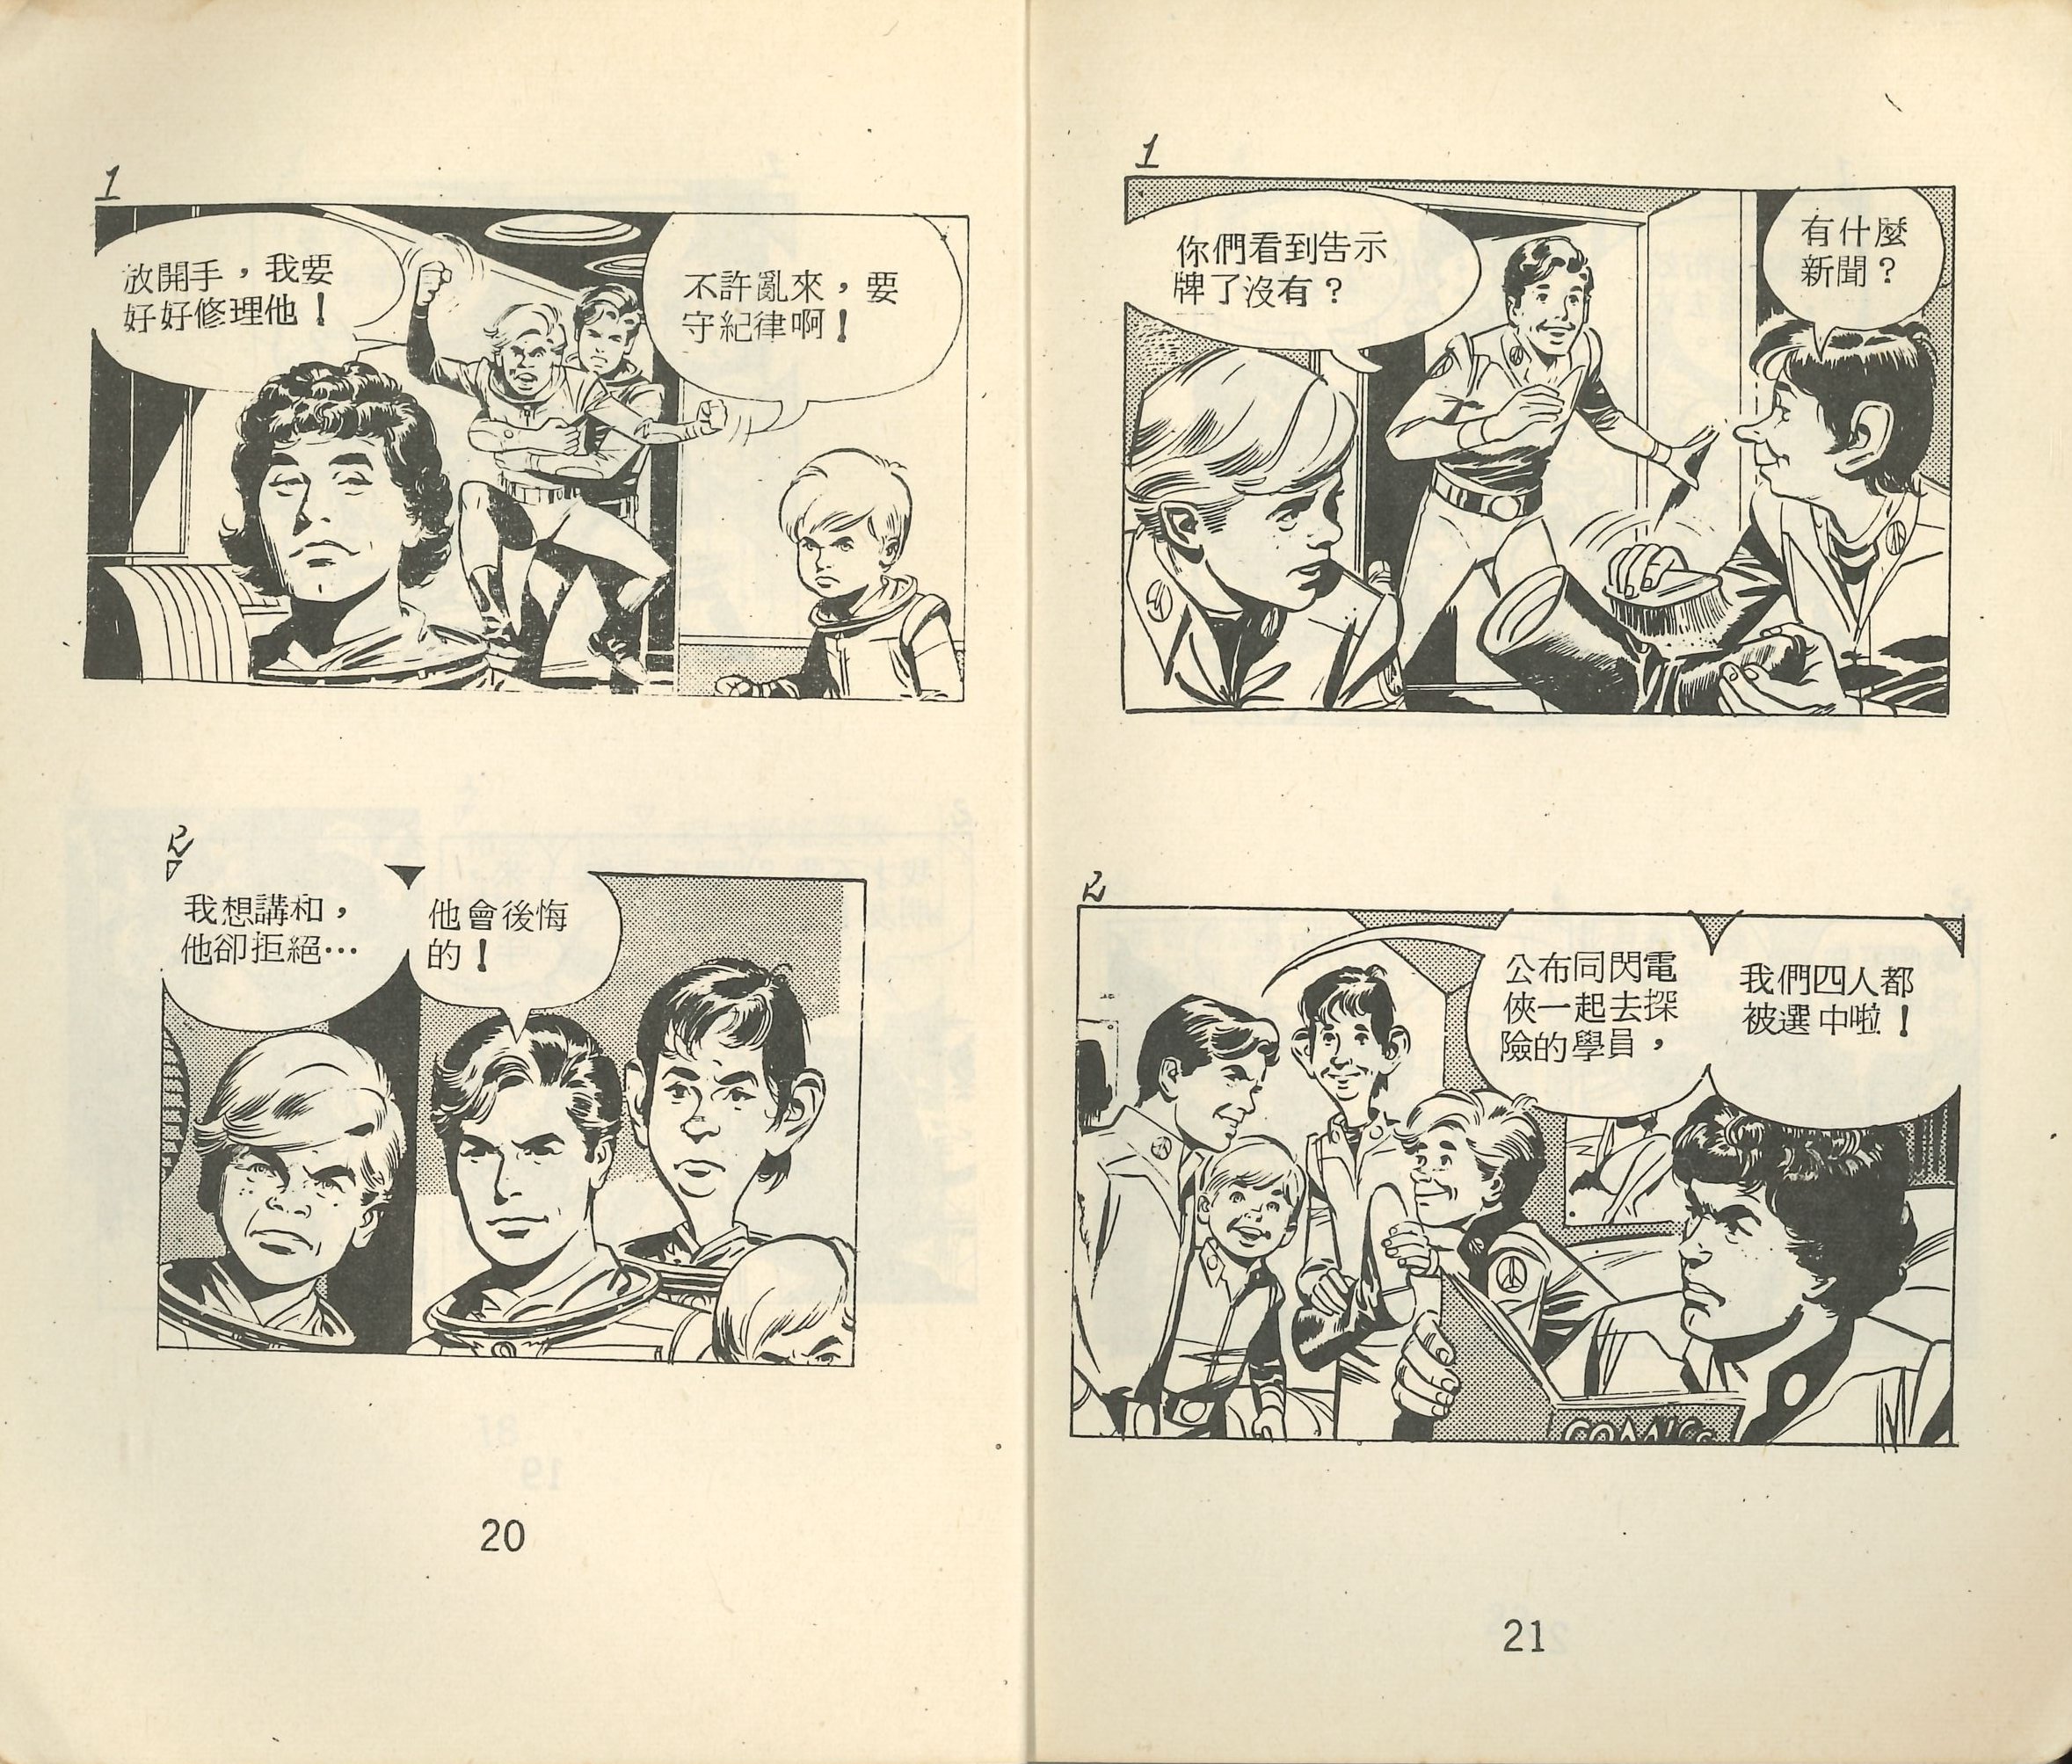 1
放開手，我要
好好修理他！
不許亂來，要
守紀律啊！
2
我想講和，
他卻拒絕…
他會後悔
的！
20
1
你們看到告示
牌了沒有？
有什麼
新聞？
2
公布同閃電
俠一起去探
險的學員，
我們四人都
被選中啦！
COMICS
21